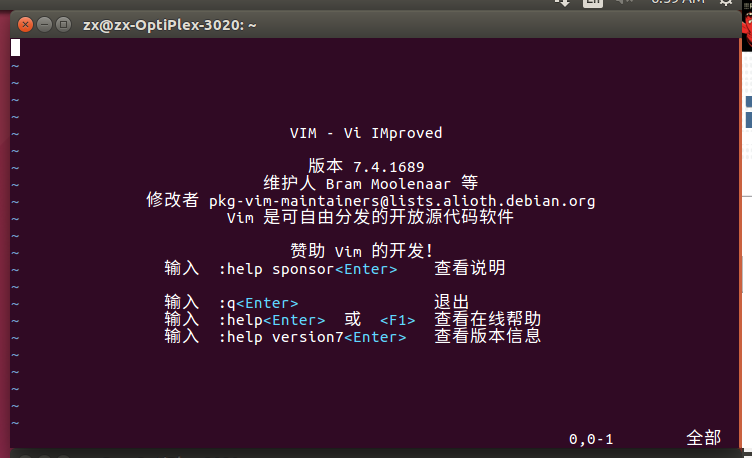 En
zx@zx-OptiPlex-3020: ~
~
~
~
~
VIM - Vi IMproved
~
~
版本 7.4.1689
~
维护人 Bram Moolenaar 等
~
修改者 pkg-vim-maintainers@lists.alioth.debian.org
~
Vim 是可自由分发的开放源代码软件
~
~
赞助 Vim 的开发!
~
输入 :help sponsor<Enter> 查看说明
~
~
输入 :q<Enter> 退出
~
输入 :help<Enter> 或 <F1> 查看在线帮助
~
输入 :help version7<Enter> 查看版本信息
~
~
~
~
~
0,0-1 全部